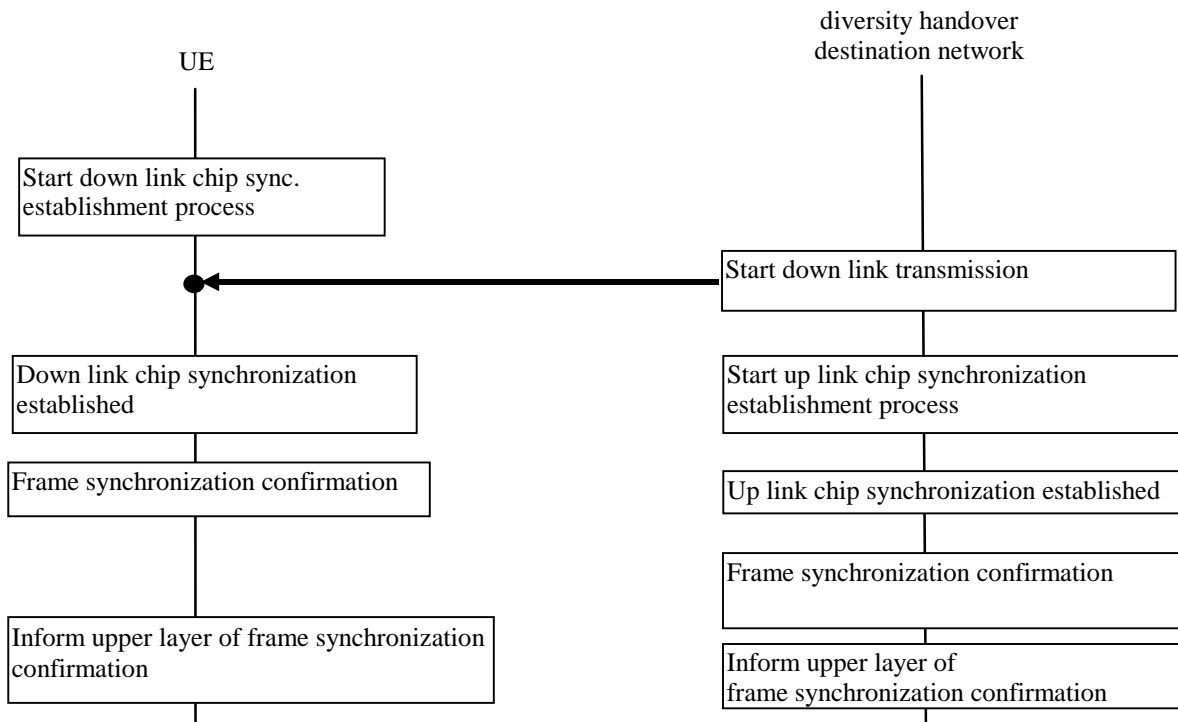 diversity handover
destination network
UE
Start down link chip sync.
establishment process
Start down link transmission
Down link chip synchronization
established
Start up link chip synchronization
establishment process
Frame synchronization confirmation
Up link chip synchronization established
Frame synchronization confirmation
Inform upper layer of frame synchronization
confirmation
Inform upper layer of
frame synchronization confirmation